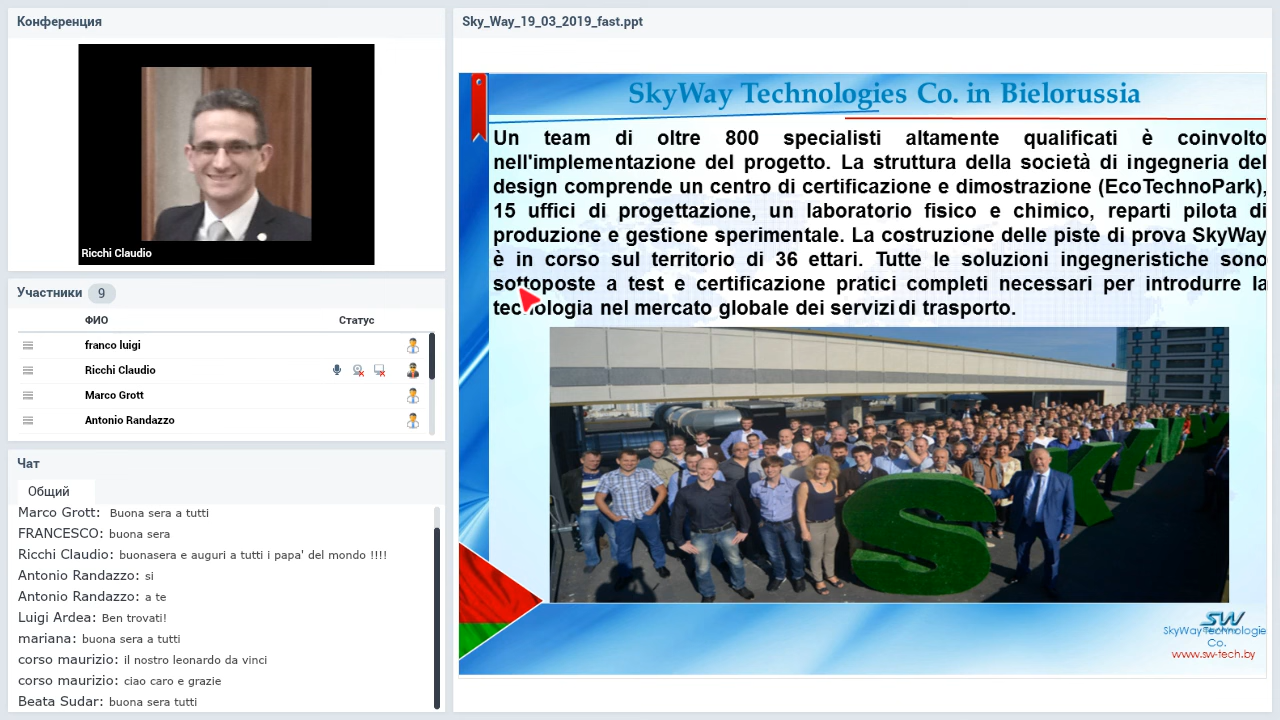 Конференция
Ricchi Claudio
Участники 9
ФИО Статус
franco luigi
Ricchi Claudio
Marco Grott
Antonio Randazzo
Чат
Общий
Marco Grott: Buona sera a tutti
FRANCESCO: buona sera
Ricchi Claudio: buonasera e auguri a tutti i papa' del mondo !!!!
Antonio Randazzo: si
Antonio Randazzo: a te
Luigi Ardea: Ben trovati!
mariana: buona sera a tutti
corso maurizio: il nostro leonardo da vinci
corso maurizio: ciao caro e grazie
Beata Sudar: buona sera tutti
Sky_Way_19_03_2019_fast.ppt
SkyWay Technologies Co. in Bielorussia
Un team di oltre 800 specialisti altamente qualificati è coinvolto
nell'implementazione del progetto. La struttura della società di ingegneria del
design comprende un centro di certificazione e dimostrazione (EcoTechnoPark),
15 uffici di progettazione, un laboratorio fisico e chimico, reparti pilota di
produzione e gestione sperimentale. La costruzione delle piste di prova SkyWay
è in corso sul territorio di 36 ettari. Tutte le soluzioni ingegneristiche sono
sottoposte a test e certificazione pratici completi necessari per introdurre la
tecnologia nel mercato globale dei servizi di trasporto.
SKYWAY
SW
SkyWay Technologie
Co.
www.sw-tech.by